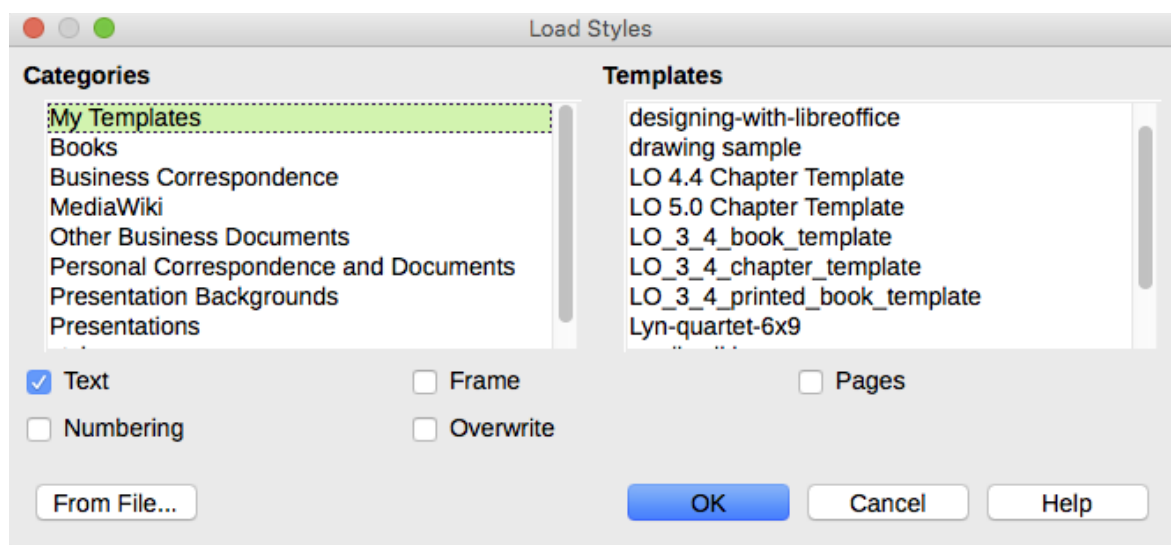 Load Styles
Categories
My Templates
Books
Business Correspondence
MediaWiki
Other Business Documents
Personal Correspondence and Documents
Presentation Backgrounds
Presentations
Templates
designing-with-libreoffice
drawing sample
LO 4.4 Chapter Template
LO 5.0 Chapter Template
LO_3_4_book_template
LO_3_4_chapter_template
LO_3_4_printed_book_template
Lyn-quartet-6x9
Text
Frame
Pages
Numbering
Overwrite
From File...
OK
Cancel
Help